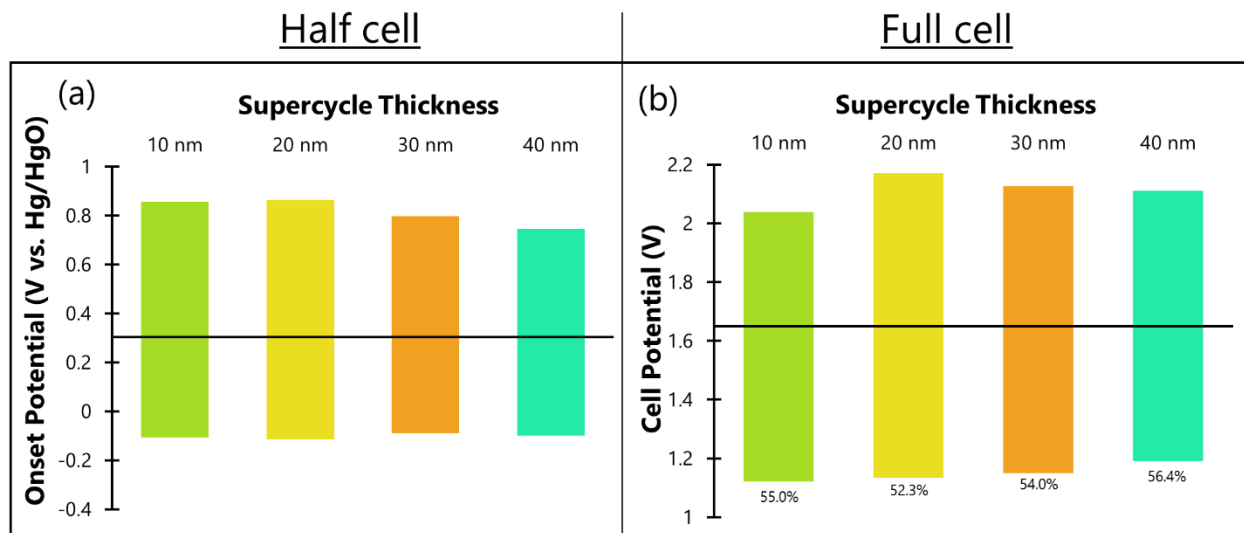 Half cell
Full cell
(a)
Supercycle Thickness
10 nm 20 nm 30 nm 40 nm
Onset Potential (V vs. Hg/HgO)
1
0.8
0.6
0.4
0.2
0
-0.2
-0.4
(b)
Supercycle Thickness
10 nm 20 nm 30 nm 40 nm
Cell Potential (V)
2.2
2
1.8
1.6
1.4
1.2
1
55.0% 52.3% 54.0% 56.4%